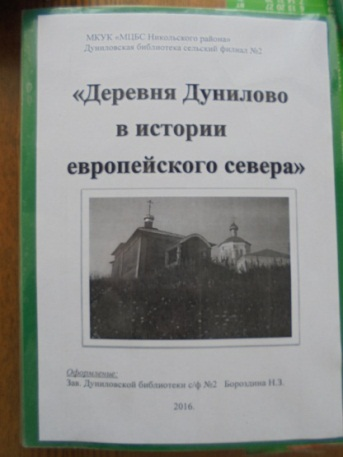 МКУК «МЦБС Никольского района»
Дуниловская библиотека сельский филиал №2
«Деревня Дунилово
в истории
европейского севера»
Оформление:
Зав. Дуниловской библиотеки с/ф №2 Бороздина Н.З.
2016.